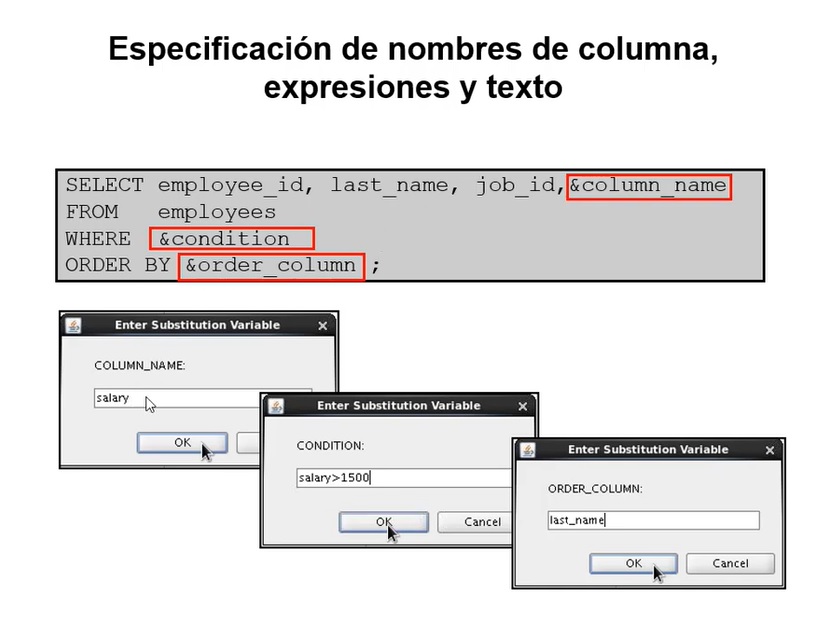 Especificación de nombres de columna,
expresiones y texto
SELECT employee_id, last_name, job_id,&column_name
FROM employees
WHERE &condition
ORDER BY &order_column ;
Enter Substitution Variable
COLUMN_NAME:
salary
OK
Enter Substitution Variable
CONDITION:
salary>1500
OK Cancel
Enter Substitution Variable
ORDER_COLUMN:
last_name
OK Cancel